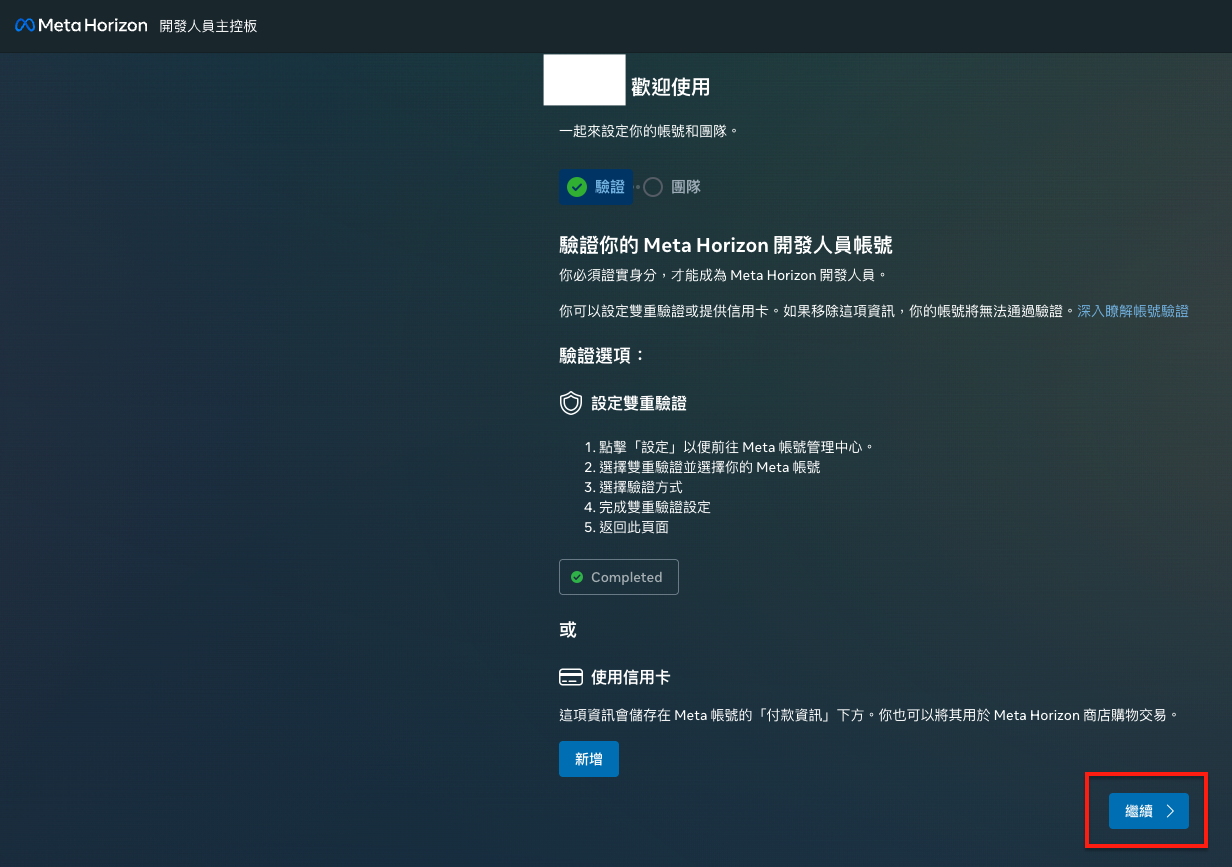 Meta Horizon 開發人員主控板
歡迎使用
一起來設定你的帳號和團隊。
驗證 團隊
驗證你的 Meta Horizon 開發人員帳號
你必須證實身分，才能成為 Meta Horizon 開發人員。
你可以設定雙重驗證或提供信用卡。如果移除這項資訊，你的帳號將無法通過驗證。深入瞭解帳號驗證
驗證選項：
設定雙重驗證
1. 點擊「設定」以便前往 Meta 帳號管理中心。
2. 選擇雙重驗證並選擇你的 Meta 帳號
3. 選擇驗證方式
4. 完成雙重驗證設定
5. 返回此頁面
Completed
或
使用信用卡
這項資訊會儲存在 Meta 帳號的「付款資訊」下方。你也可以將其用於 Meta Horizon 商店購物交易。
新增
繼續